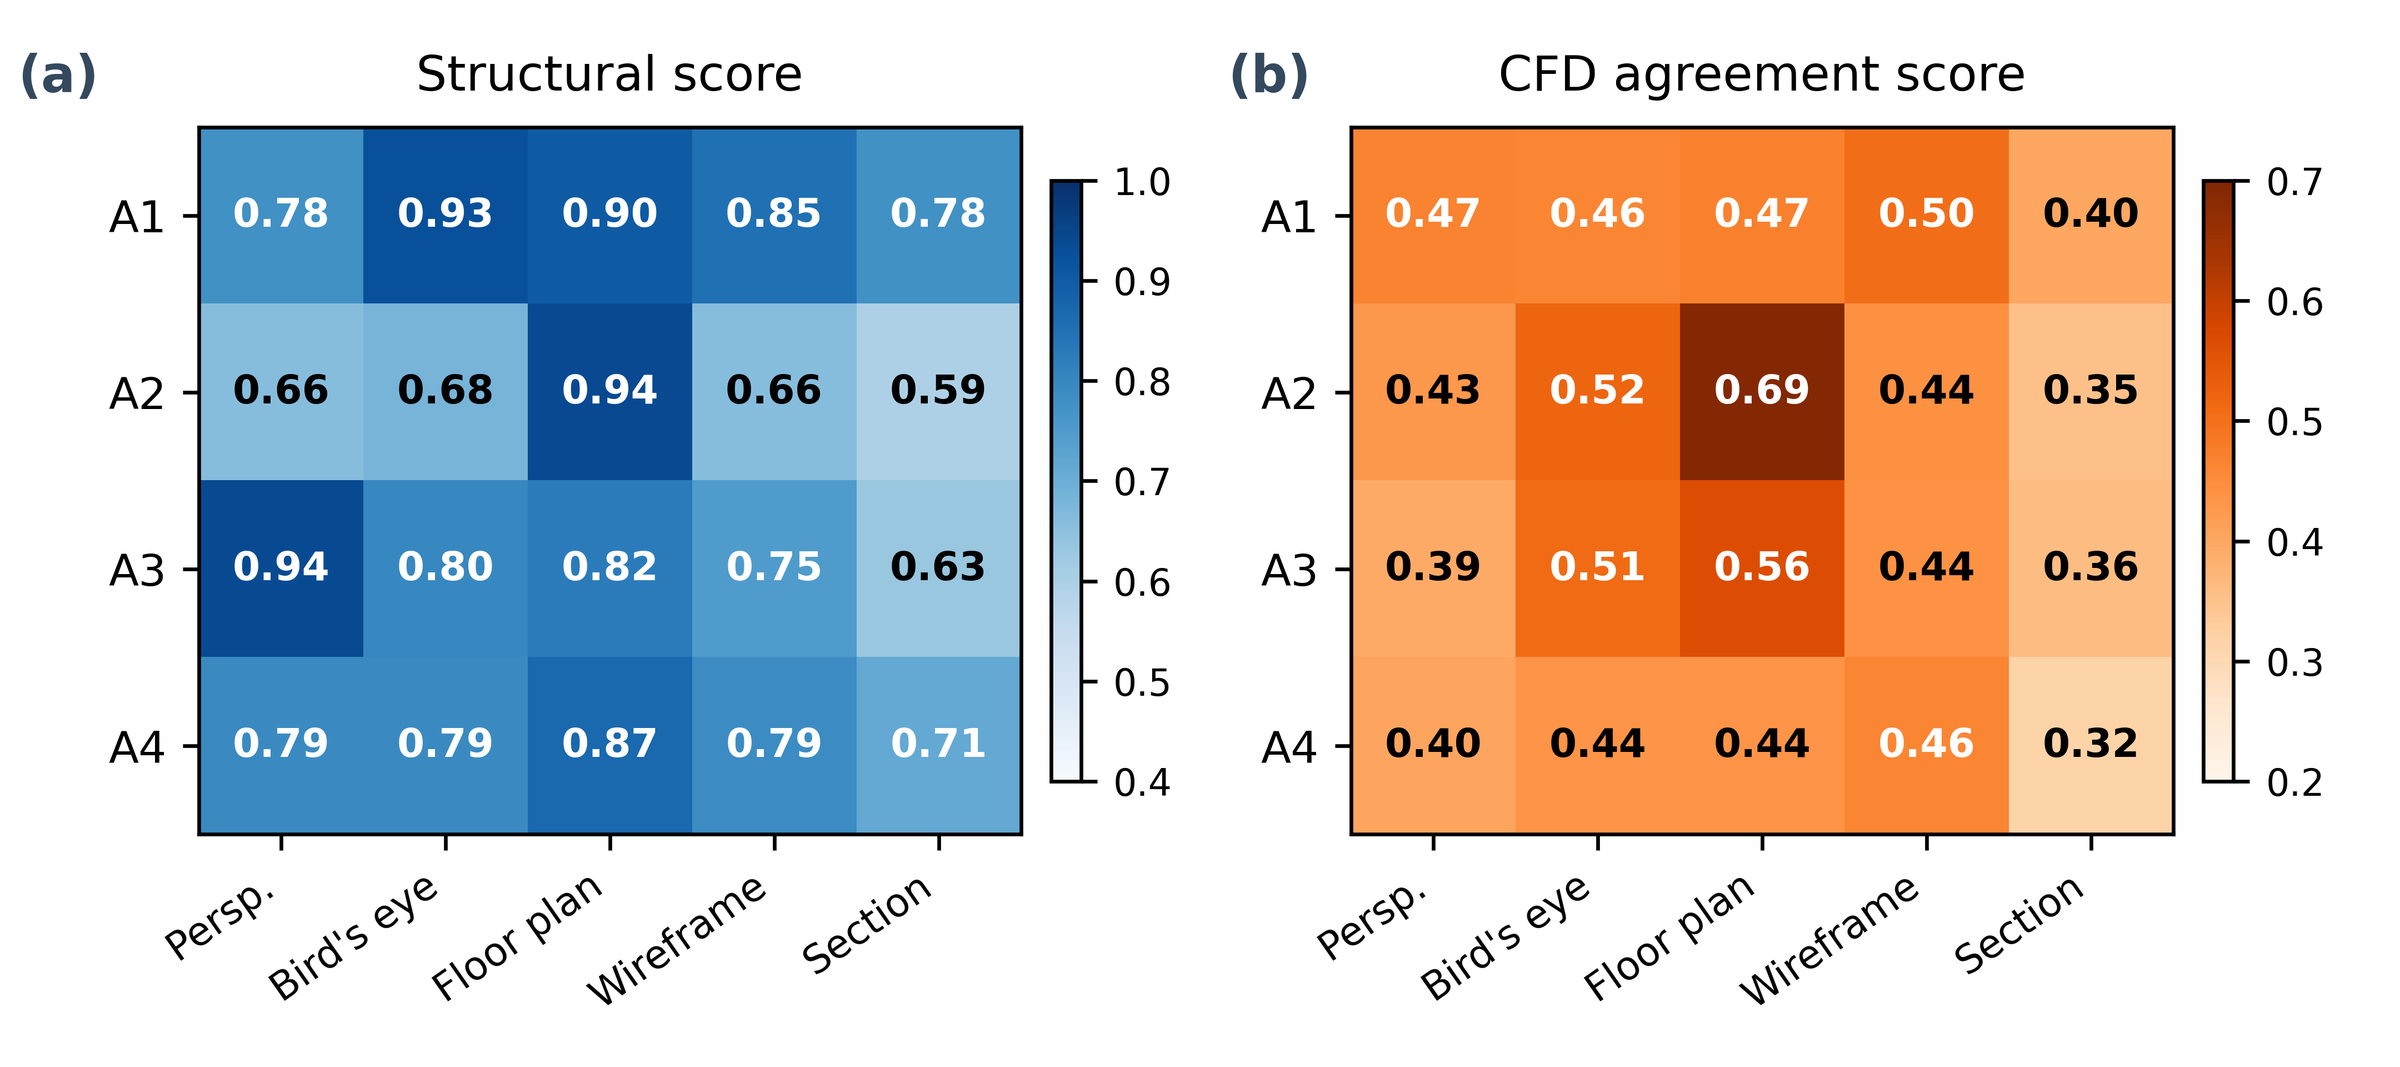 (a) Structural score
A1 0.78 0.93 0.90 0.85 0.78
A2 0.66 0.68 0.94 0.66 0.59
A3 0.94 0.80 0.82 0.75 0.63
A4 0.79 0.79 0.87 0.79 0.71
Persp. Bird's eye Floor plan Wireframe Section
1.0
0.9
0.8
0.7
0.6
0.5
0.4
(b) CFD agreement score
A1 0.47 0.46 0.47 0.50 0.40
A2 0.43 0.52 0.69 0.44 0.35
A3 0.39 0.51 0.56 0.44 0.36
A4 0.40 0.44 0.44 0.46 0.32
Persp. Bird's eye Floor plan Wireframe Section
0.7
0.6
0.5
0.4
0.3
0.2